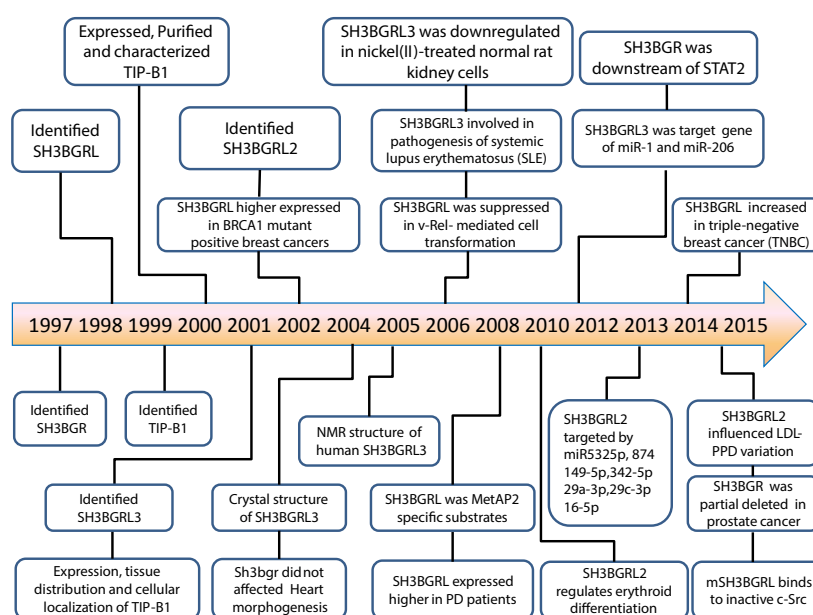 Expressed, Purified
and characterized
TIP-B1
SH3BGRL3 was downregulated
in nickel(II)-treated normal rat
kidney cells
SH3BGR was
downstream of STAT2
Identified
SH3BGRL
Identified
SH3BGRL2
SH3BGRL3 involved in
pathogenesis of systemic
lupus erythematosus (SLE)
SH3BGRL3 was target gene
of miR-1 and miR-206
SH3BGRL higher expressed
in BRCA1 mutant
positive breast cancers
SH3BGRL was suppressed
in v-Rel- mediated cell
transformation
SH3BGRL increased
in triple-negative
breast cancer (TNBC)
1997 1998 1999 2000 2001 2002 2004 2005 2006 2008 2010 2012 2013 2014 2015
Identified
SH3BGR
Identified
TIP-B1
NMR structure of
human SH3BGRL3
SH3BGRL2
targeted by
miR5325p, 874
149-5p,342-5p
29a-3p,29c-3p
16-5p
SH3BGRL2
influenced LDL-
PPD variation
Identified
SH3BGRL3
Crystal structure
of SH3BGRL3
SH3BGRL was MetAP2
specific substrates
SH3BGR was
partial deleted in
prostate cancer
Expression, tissue
distribution and cellular
localization of TIP-B1
Sh3bgr did not
affected Heart
morphogenesis
SH3BGRL expressed
higher in PD patients
SH3BGRL2
regulates erythroid
differentiation
mSH3BGRL binds
to inactive c-Src